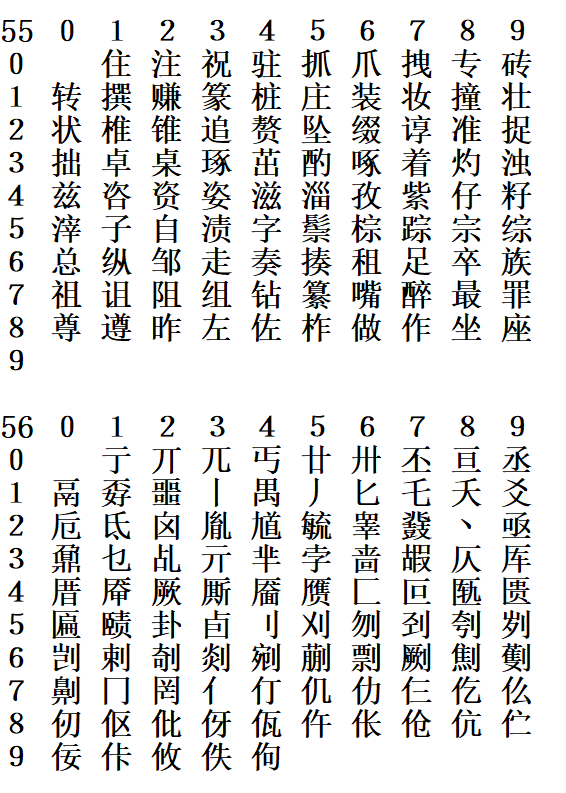 55 0 1 2 3 4 5 6 7 8 9
0 住 注 祝 驻 抓 爪 拽 专 砖
1 转 撰 赚 篆 桩 庄 装 妆 撞 壮
2 状 椎 锥 追 赘 坠 缀 谆 准 捉
3 拙 卓 桌 琢 茁 酌 啄 着 灼 浊
4 兹 咨 资 姿 滋 淄 孜 紫 仔 籽
5 滓 子 自 渍 字 鬃 棕 踪 宗 综
6 总 纵 邹 走 奏 揍 租 足 卒 族
7 祖 诅 阻 组 钻 纂 嘴 醉 最 罪
8 尊 遵 昨 左 佐 柞 做 作 坐 座
9
56 0 1 2 3 4 5 6 7 8 9
0 亍 丌 兀 丐 廿 卅 丕 亘 丞
1 鬲 孬 噩 丨 禺 丿 匕 乇 夭 爻
2 卮 氐 囟 胤 馗 毓 睾 鼗 丶 亟
3 鼐 乜 乩 亓 芈 孛 啬 嘏 仄 厍
4 厝 厣 厥 厮 靥 赝 匚 叵 匦 匮
5 匾 赜 卦 卣 刂 刈 刎 刭 刳 刿
6 剀 剌 剞 剡 剜 蒯 剽 劂 劁 劐
7 劓 冂 罔 亻 仃 仉 仂 仨 仡 仫
8 仞 伛 仳 伢 佤 仵 伥 伧 伉 伫
9 佞 佧 攸 佚 佝